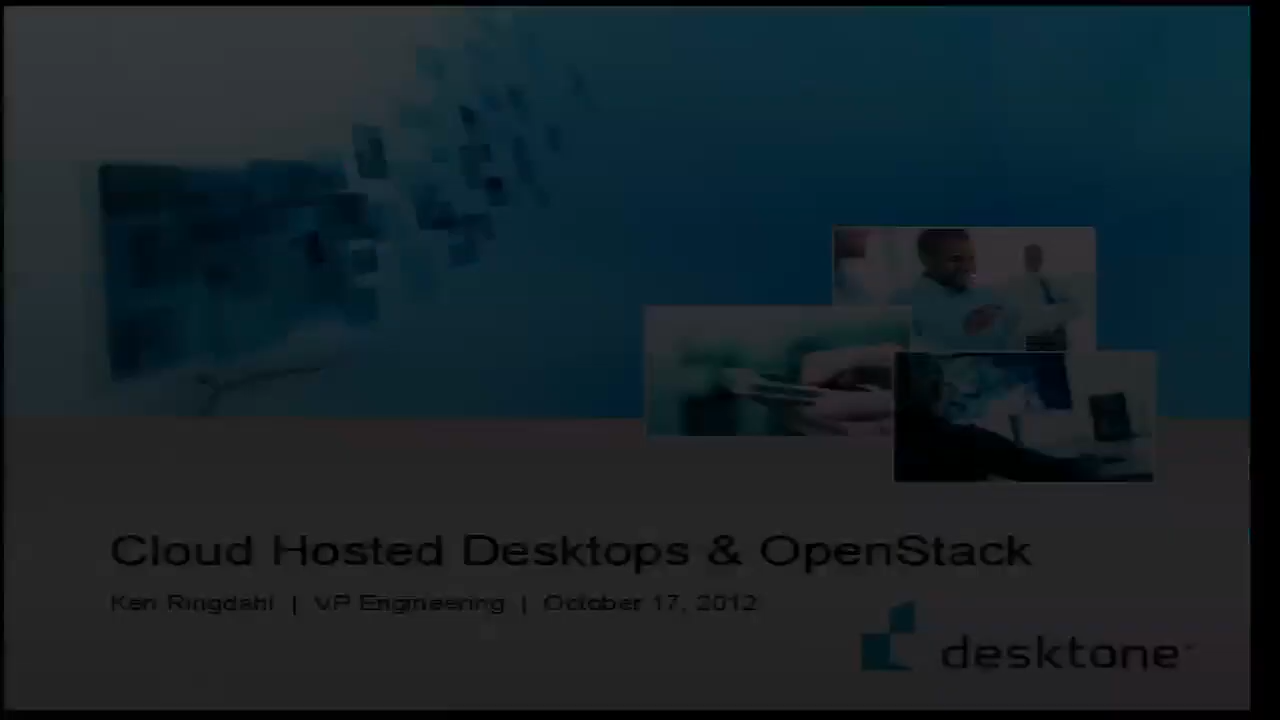 Cloud Hosted Desktops & OpenStack
Ken Ringdahl | VP Engineering | October 17, 2012
desktone